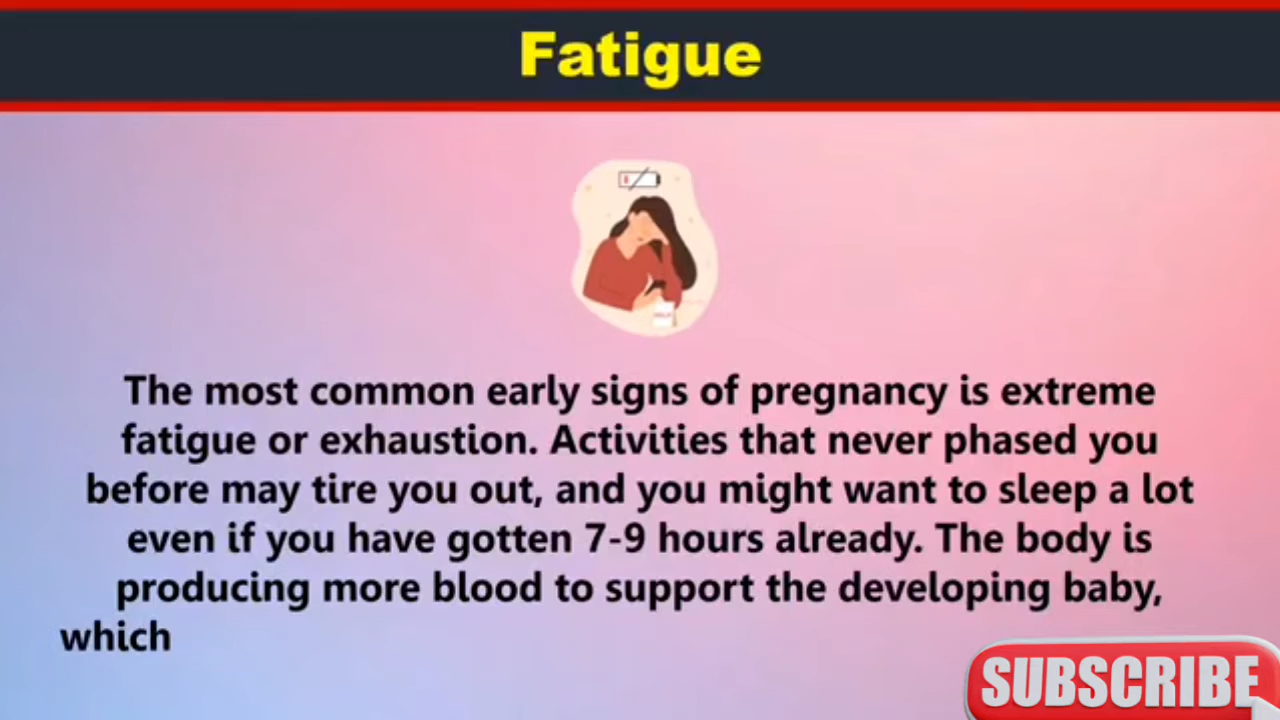 Fatigue
The most common early signs of pregnancy is extreme
fatigue or exhaustion. Activities that never phased you
before may tire you out, and you might want to sleep a lot
even if you have gotten 7-9 hours already. The body is
producing more blood to support the developing baby,
which
SUBSCRIBE